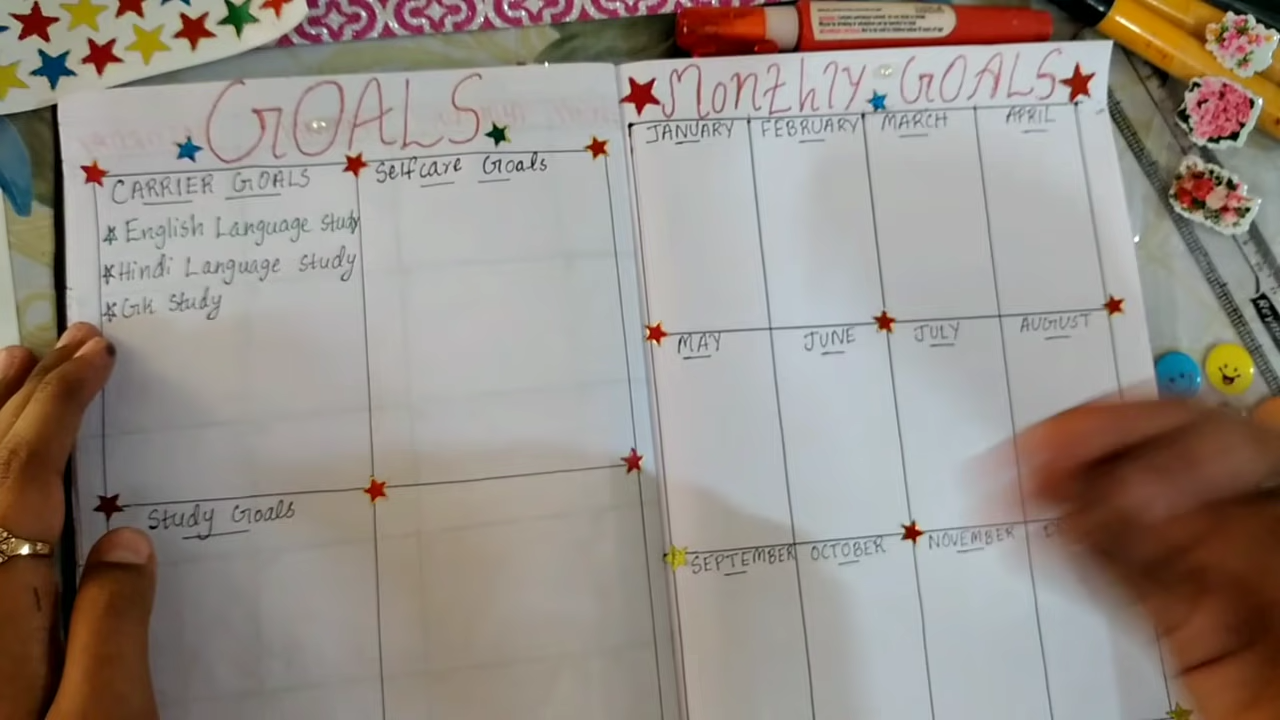 GOALS
CARRIER GOALS
English Language Study
Hindi Language Study
GK Study
Selfcare Goals
Study Goals
Monthly GOALS
JANUARY
FEBRUARY
MARCH
APRIL
MAY
JUNE
JULY
AUGUST
SEPTEMBER
OCTOBER
NOVEMBER